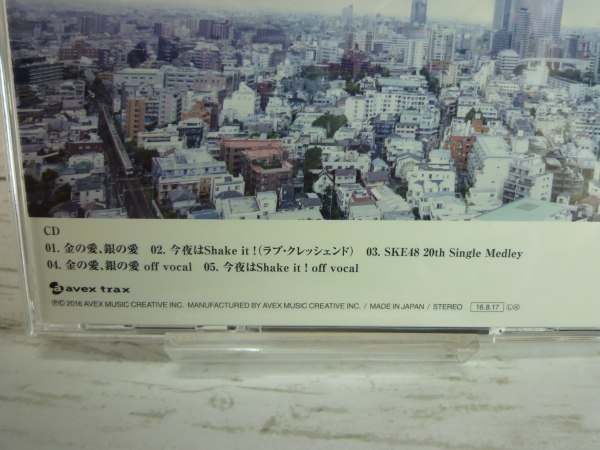 CD
01. 金の愛、銀の愛 02. 今夜はShake it!(ラブ・クレッシェンド) 03. SKE48 20th Single Medley
04. 金の愛、銀の愛 off vocal 05. 今夜はShake it! off vocal
avex trax
Ⓟ© 2016 AVEX MUSIC CREATIVE INC. MANUFACTURED BY AVEX MUSIC CREATIVE INC. / MADE IN JAPAN / STEREO 16.8.17 ⓁⓇ